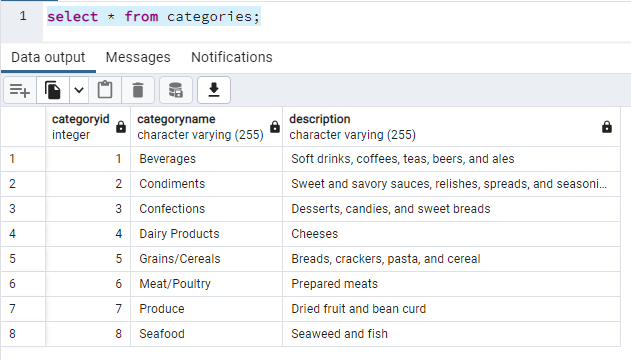 1 select * from categories;
Data output Messages Notifications
categoryid categoryname description
integer character varying (255) character varying (255)
1 1 Beverages Soft drinks, coffees, teas, beers, and ales
2 2 Condiments Sweet and savory sauces, relishes, spreads, and seasoni...
3 3 Confections Desserts, candies, and sweet breads
4 4 Dairy Products Cheeses
5 5 Grains/Cereals Breads, crackers, pasta, and cereal
6 6 Meat/Poultry Prepared meats
7 7 Produce Dried fruit and bean curd
8 8 Seafood Seaweed and fish